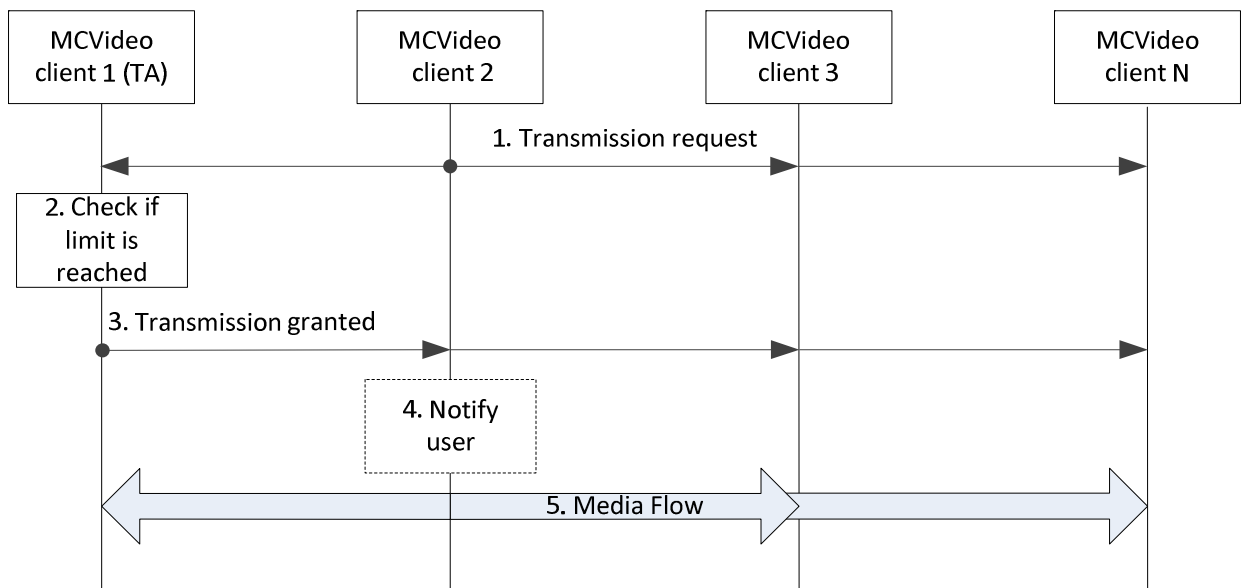 MCVideo
client 1 (TA)
MCVideo
client 2
MCVideo
client 3
MCVideo
client N
1. Transmission request
2. Check if
limit is
reached
3. Transmission granted
4. Notify
user
5. Media Flow